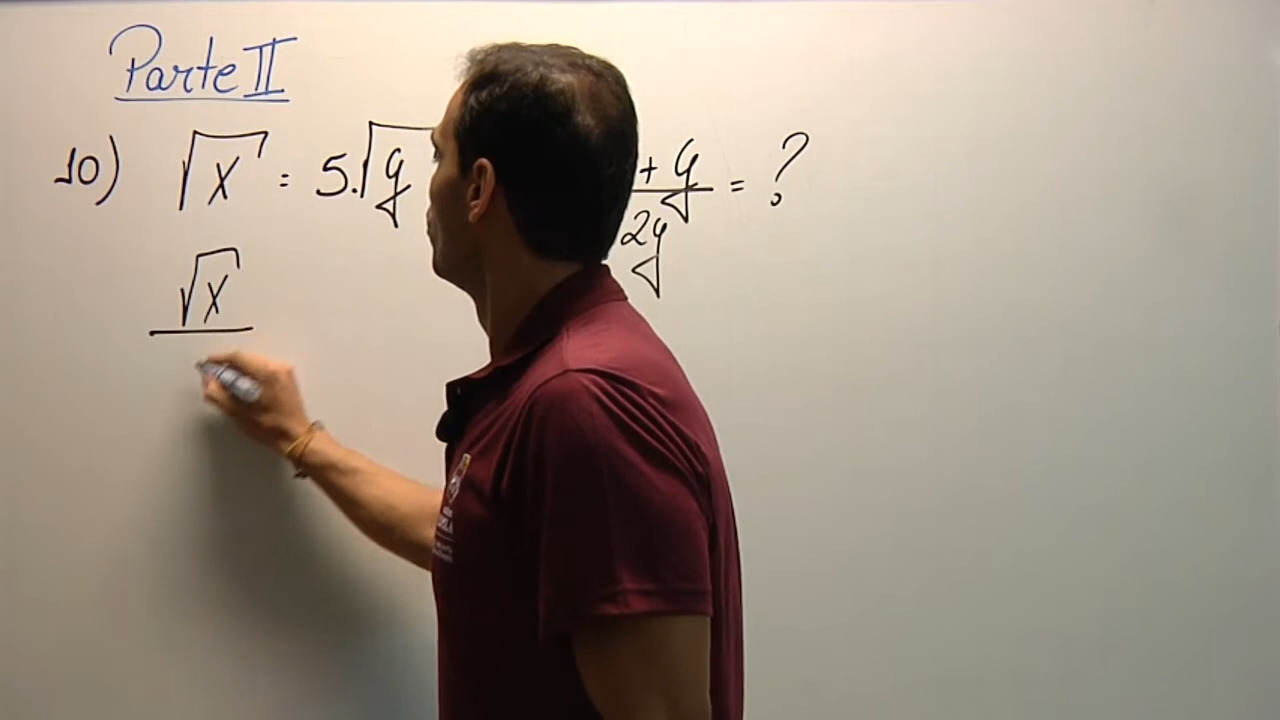 Parte II
10) √x = 5.√y + y = ?
2y
√x